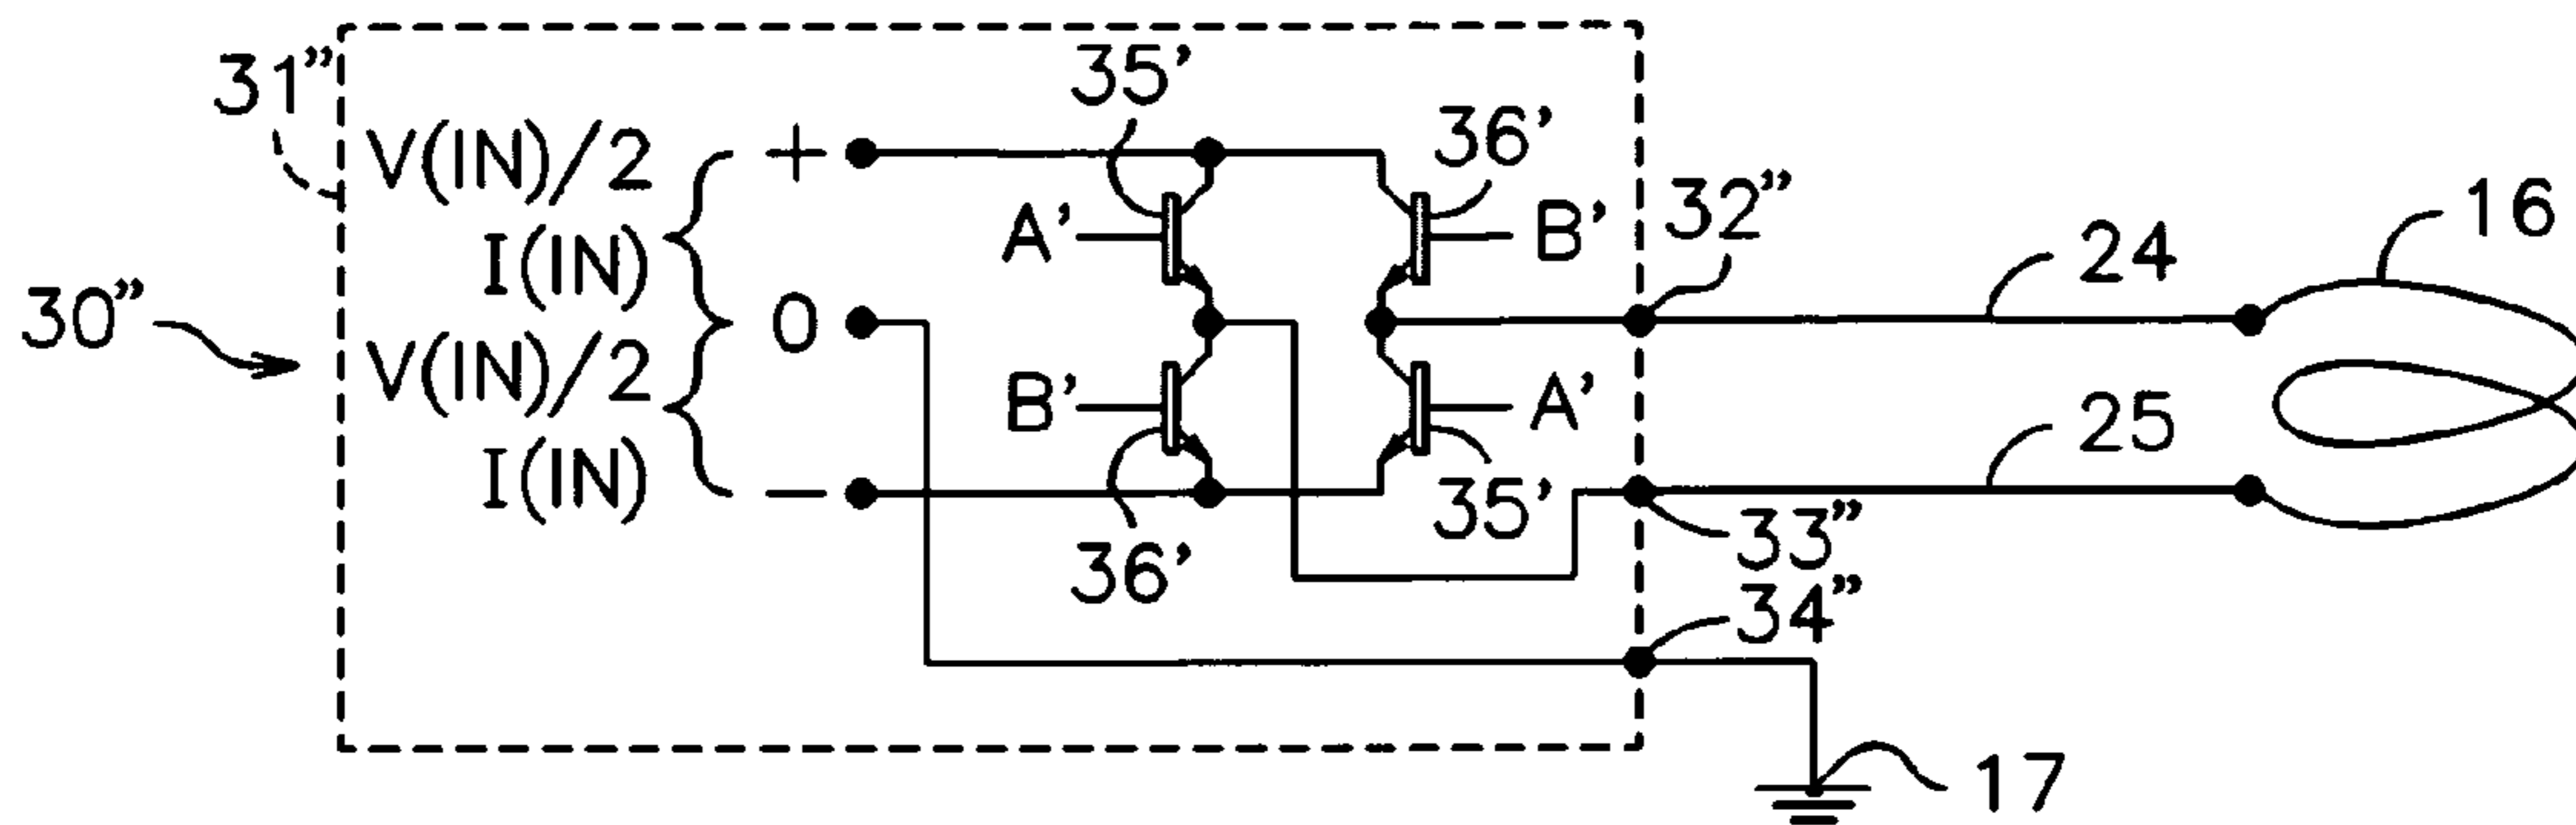 31”
35’
36’
V(IN)/2
+
A’
B’
32”
24
16
I(IN)
30”
0
V(IN)/2
B’
A’
25
I(IN)
−
36’
35’
33”
34”
17